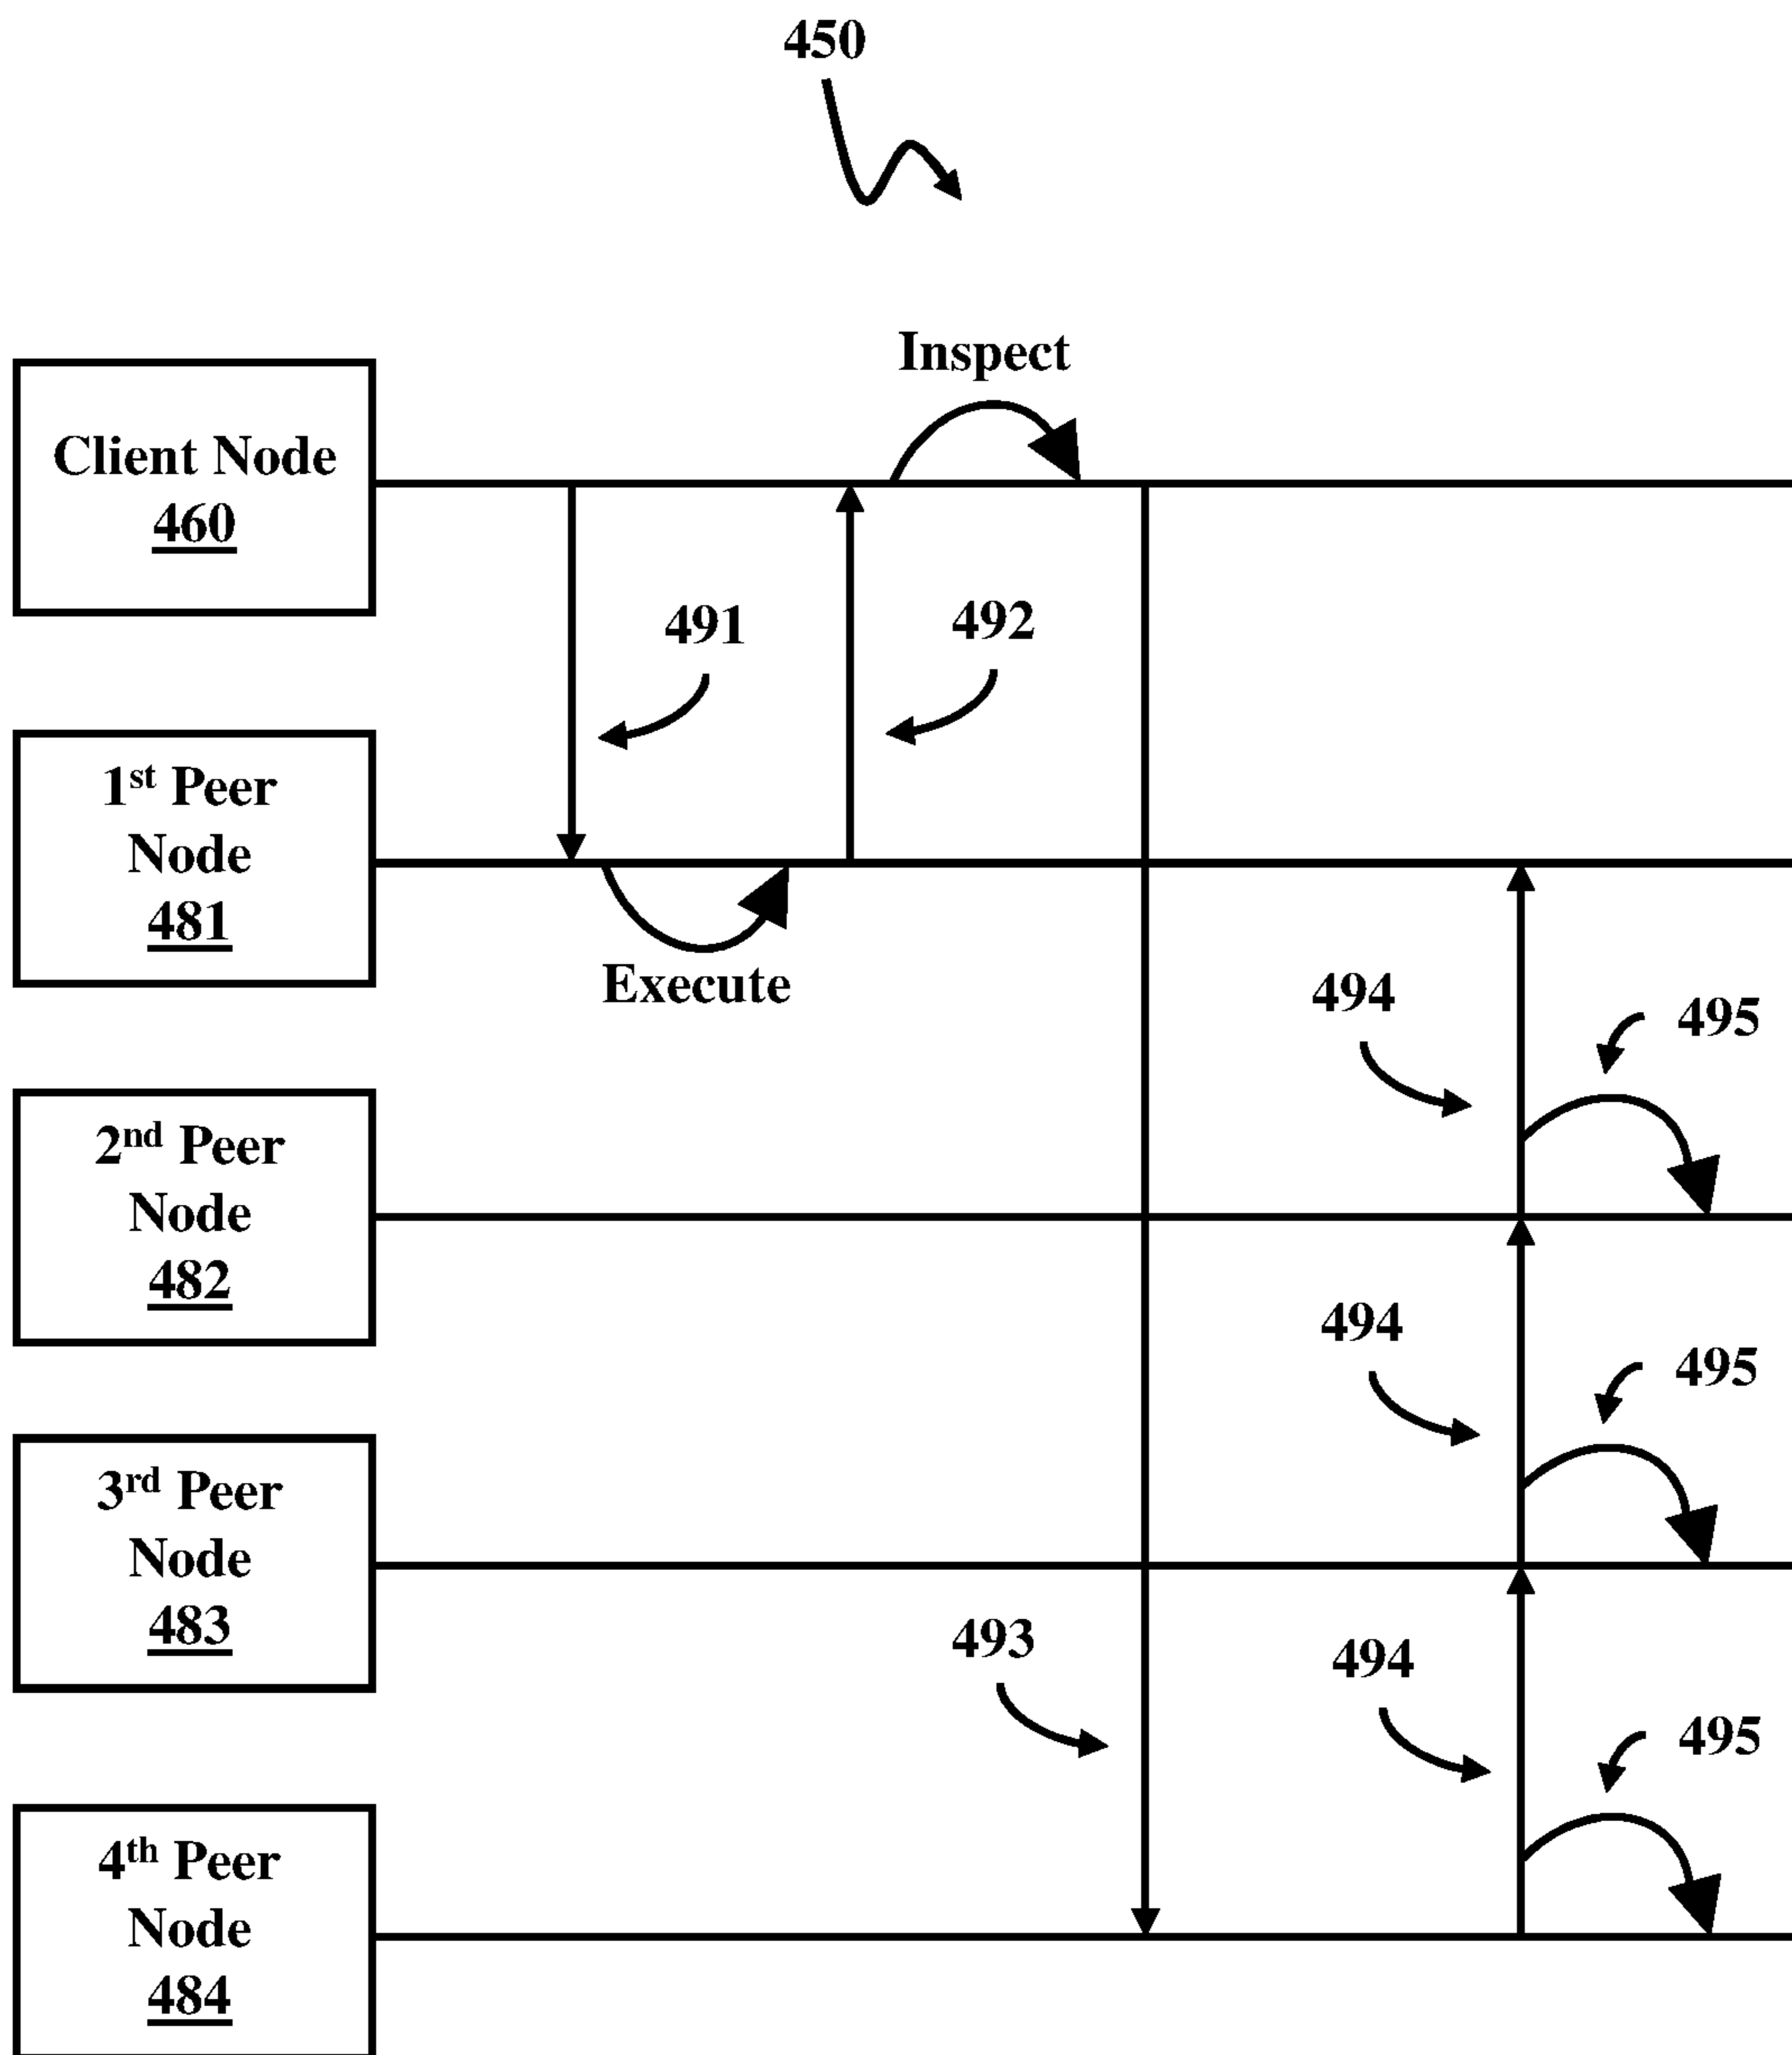 450
Inspect
Client Node
460
491
492
1st Peer
Node
481
Execute
494
495
2nd Peer
Node
482
494
495
3rd Peer
Node
483
493
494
495
4th Peer
Node
484